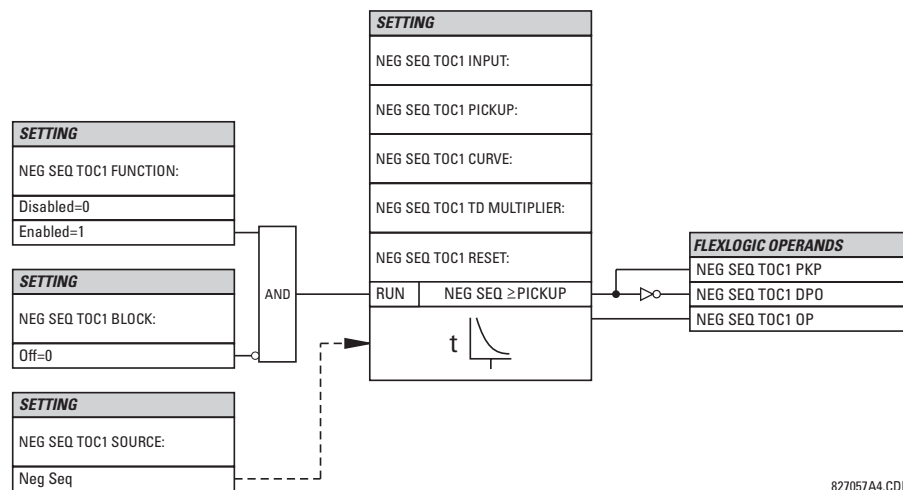 SETTING
NEG SEQ TOC1 FUNCTION:
Disabled=0
Enabled=1
SETTING
NEG SEQ TOC1 BLOCK:
Off=0
SETTING
NEG SEQ TOC1 SOURCE:
Neg Seq
AND
SETTING
NEG SEQ TOC1 INPUT:
NEG SEQ TOC1 PICKUP:
NEG SEQ TOC1 CURVE:
NEG SEQ TOC1 TD MULTIPLIER:
NEG SEQ TOC1 RESET:
RUN NEG SEQ ≥ PICKUP
t
FLEXLOGIC OPERANDS
NEG SEQ TOC1 PKP
NEG SEQ TOC1 DPO
NEG SEQ TOC1 OP